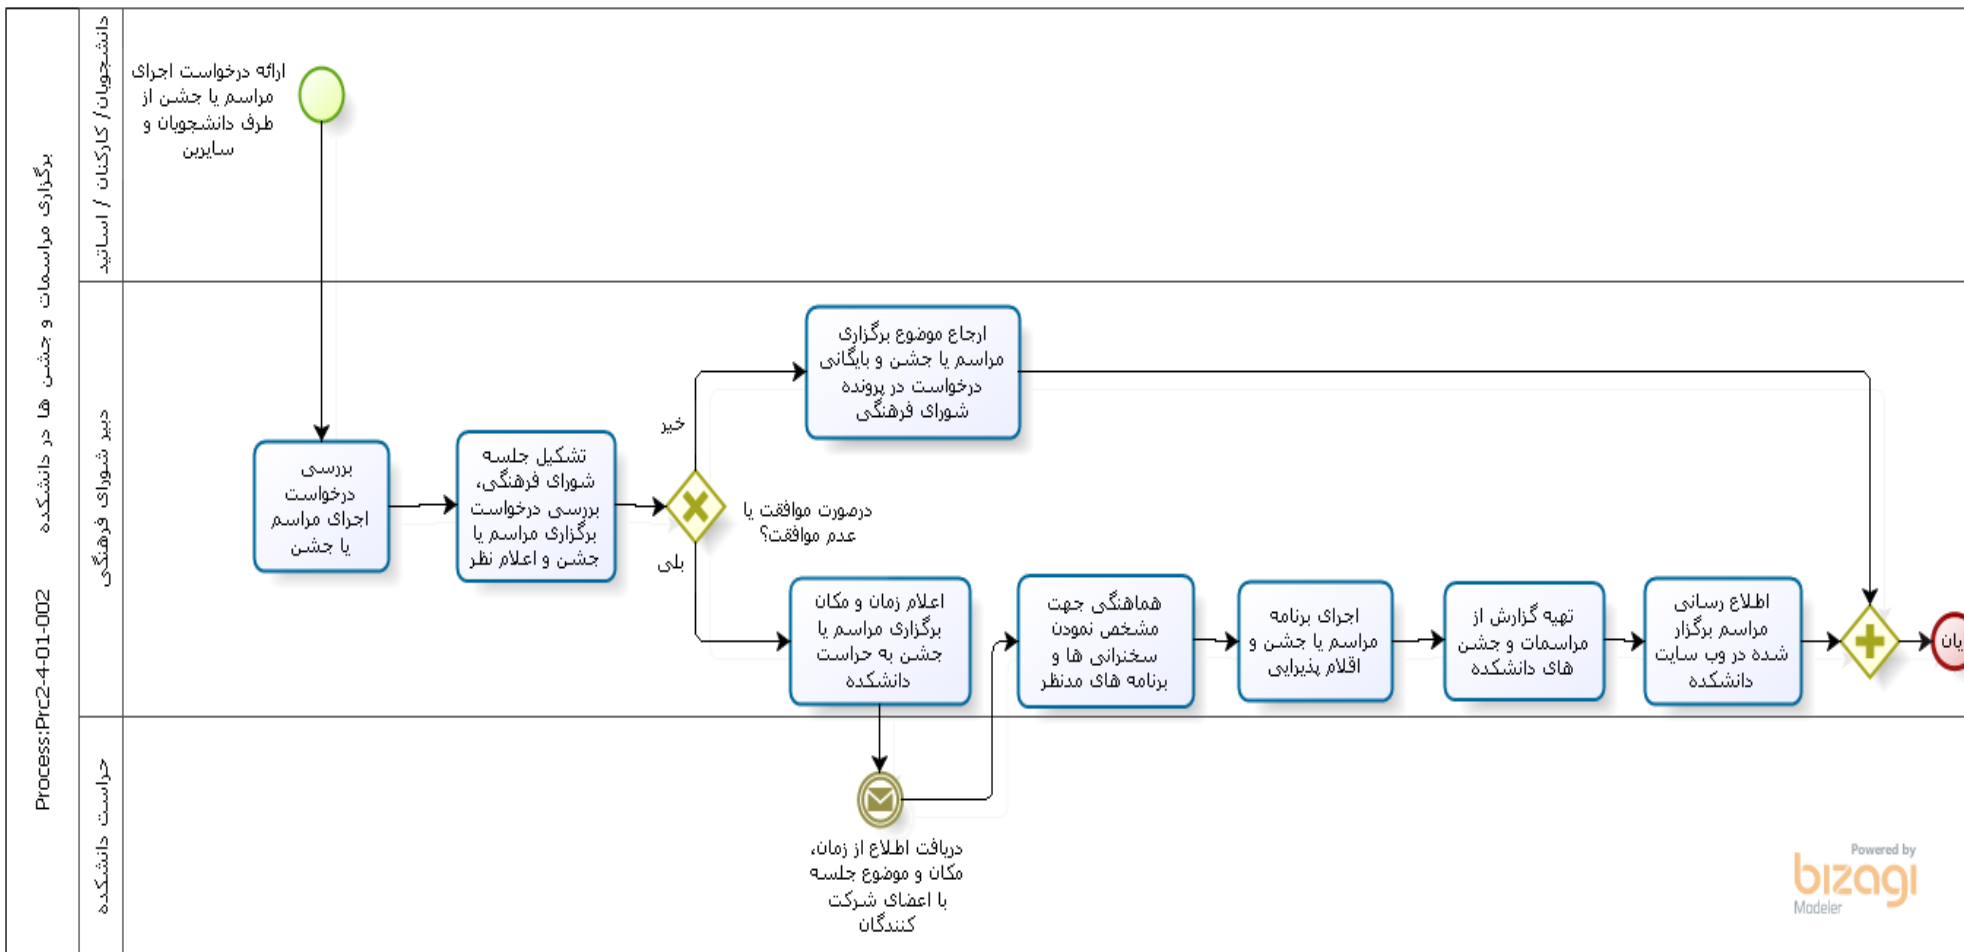 برگزاری مراسمات و جشن ها در دانشکده
Process:Prc2-4-01-002
دانشجویان/ کارکنان / اساتید
ارائه درخواست اجرای
مراسم یا جشن از
طرف دانشجویان و
سایرین
دبیر شورای فرهنگی
بررسی
درخواست
اجرای مراسم
یا جشن
تشکیل جلسه
شورای فرهنگی،
بررسی درخواست
برگزاری مراسم یا
جشن و اعلام نظر
درصورت موافقت یا
عدم موافقت؟
خیر
ارجاع موضوع برگزاری
مراسم یا جشن و بایگانی
درخواست در پرونده
شورای فرهنگی
بلی
اعلام زمان و مکان
برگزاری مراسم یا
جشن به حراست
دانشکده
هماهنگی جهت
مشخص نمودن
سخنرانی ها و
برنامه های مدنظر
اجرای برنامه
مراسم یا جشن و
اقلام پذیرایی
تهیه گزارش از
مراسمات و جشن
های دانشکده
اطلاع رسانی
مراسم برگزار
شده در وب سایت
دانشکده
یان
حراست دانشکده
دریافت اطلاع از زمان،
مکان و موضوع جلسه
با اعضای شرکت
کنندگان
Powered by
bizagi
Modeler